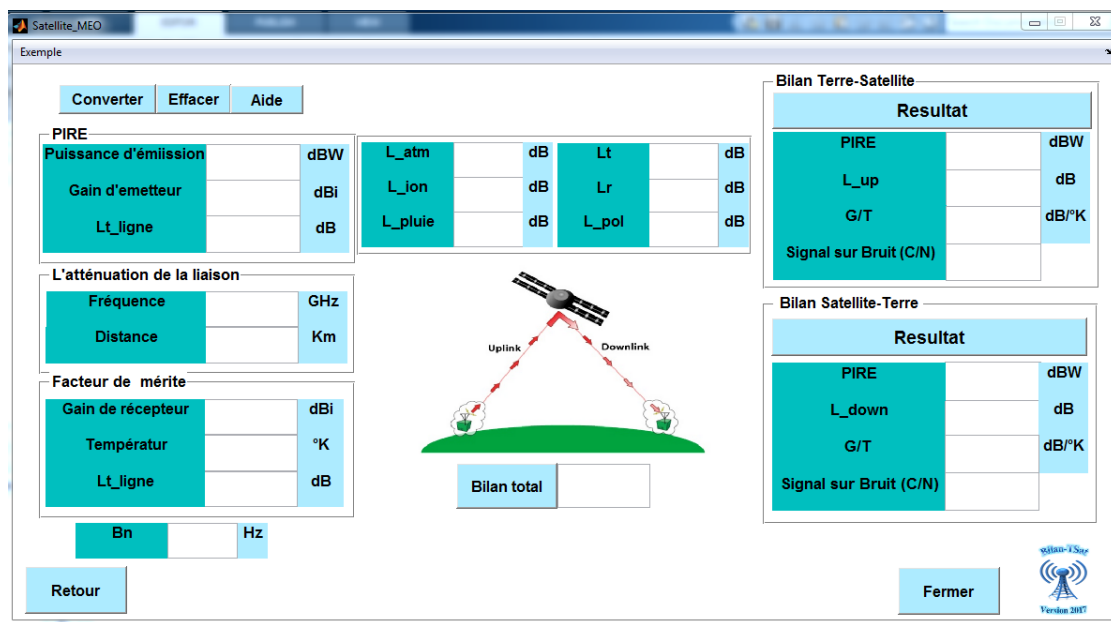 Satellite_MEO
Exemple
Converter Effacer Aide
PIRE
Puissance d'émiission dBW
Gain d'emetteur dBi
Lt_ligne dB
L_atm dB Lt dB
L_ion dB Lr dB
L_pluie dB L_pol dB
L'atténuation de la liaison
Fréquence GHz
Distance Km
Facteur de mérite
Gain de récepteur dBi
Températur °K
Lt_ligne dB
Bn Hz
Uplink Downlink
Bilan total
Bilan Terre-Satellite
Resultat
PIRE dBW
L_up dB
G/T dB/°K
Signal sur Bruit (C/N)
Bilan Satellite-Terre
Resultat
PIRE dBW
L_down dB
G/T dB/°K
Signal sur Bruit (C/N)
Retour
Fermer
Bilan-TSat
Version 2017